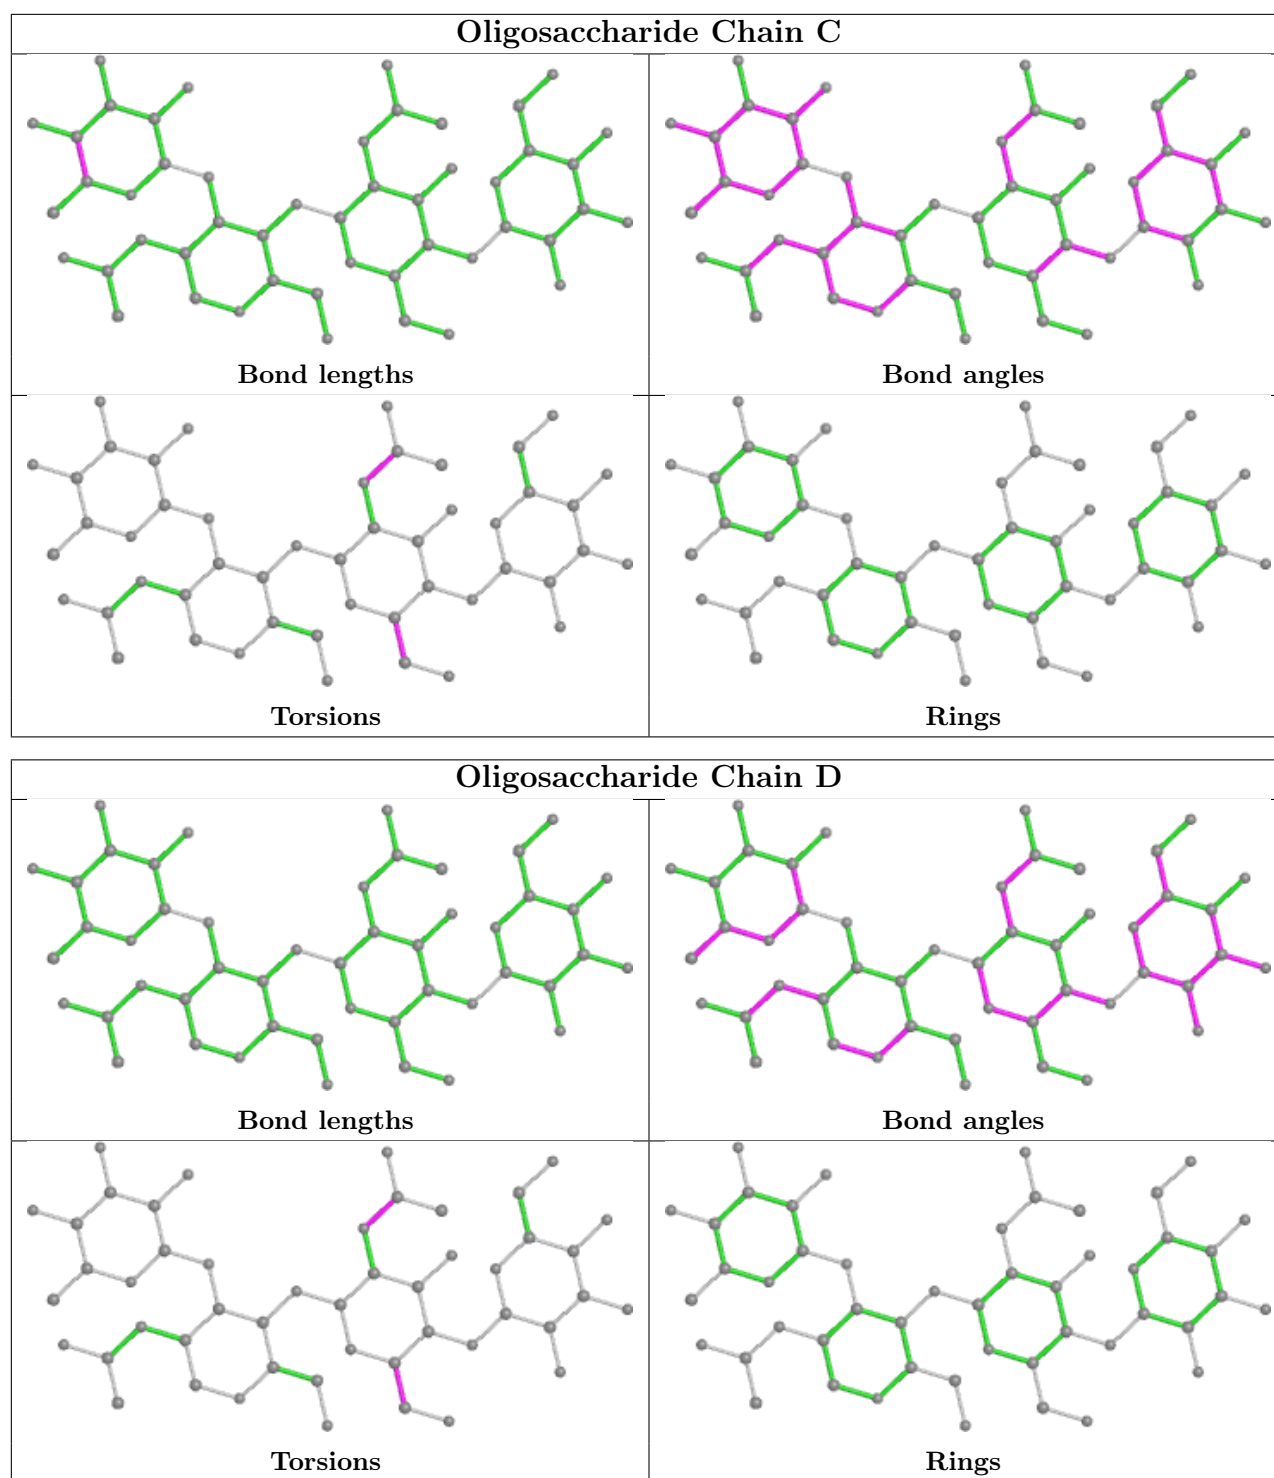 Oligosaccharide Chain C
Bond lengths
Bond angles
Torsions
Rings
Oligosaccharide Chain D
Bond lengths
Bond angles
Torsions
Rings